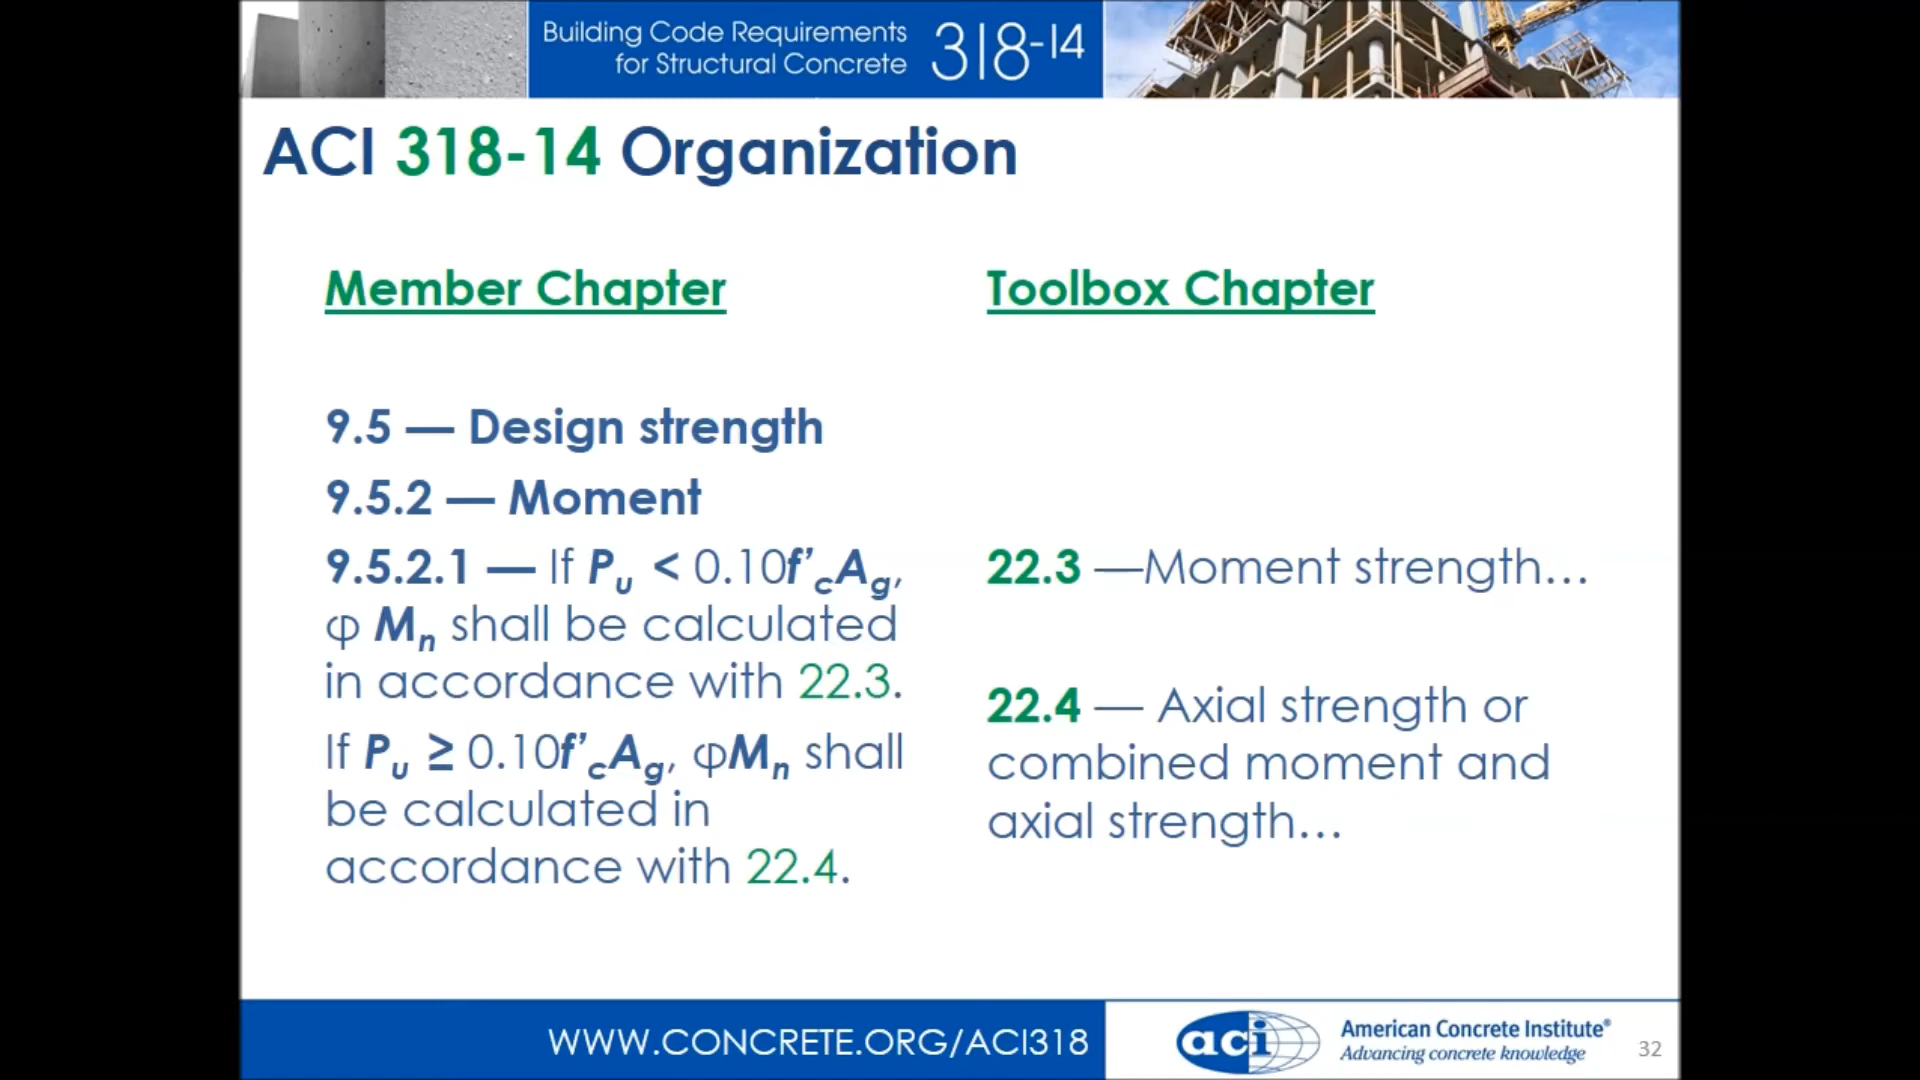 Building Code Requirements
for Structural Concrete
318-14
ACI 318-14 Organization
Member Chapter
9.5 — Design strength
9.5.2 — Moment
9.5.2.1 — If Pu < 0.10f'cAg,
φ Mn shall be calculated
in accordance with 22.3.
If Pu ≥ 0.10f'cAg, φMn shall
be calculated in
accordance with 22.4.
Toolbox Chapter
22.3 —Moment strength…
22.4 — Axial strength or
combined moment and
axial strength…
WWW.CONCRETE.ORG/ACI318
aci
American Concrete Institute®
Advancing concrete knowledge
32